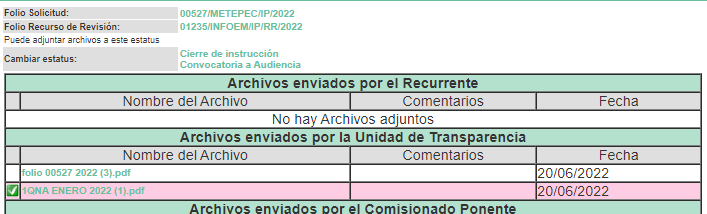 Folio Solicitud: 00527/METEPEC/IP/2022
Folio Recurso de Revisión: 01235/INFOEM/IP/RR/2022
Puede adjuntar archivos a este estatus
Cambiar estatus: Cierre de instrucción
Convocatoria a Audiencia
Archivos enviados por el Recurrente
Nombre del Archivo Comentarios Fecha
No hay Archivos adjuntos
Archivos enviados por la Unidad de Transparencia
Nombre del Archivo Comentarios Fecha
folio 00527 2022 (3).pdf 20/06/2022
1QNA ENERO 2022 (1).pdf 20/06/2022
Archivos enviados por el Comisionado Ponente